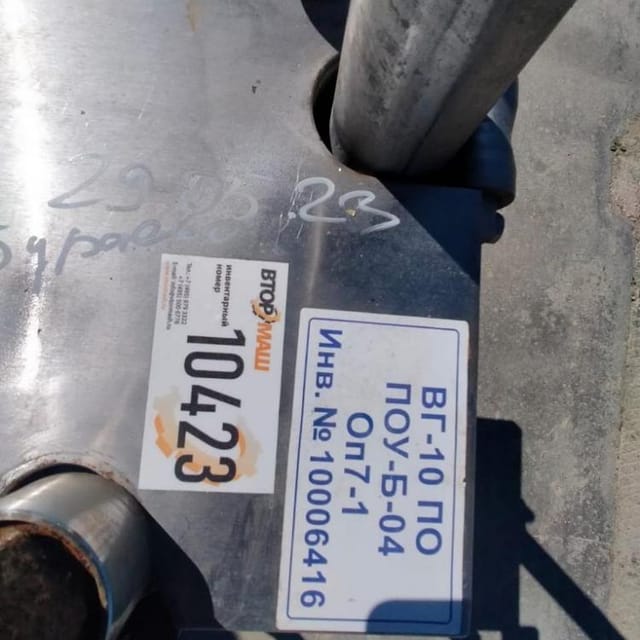 29.05.23
ВТОРМАШ
инвентарный
номер
10423
ВГ-10 ПО
ПОУ-Б-04
Оп7-1
Инв. № 10006416